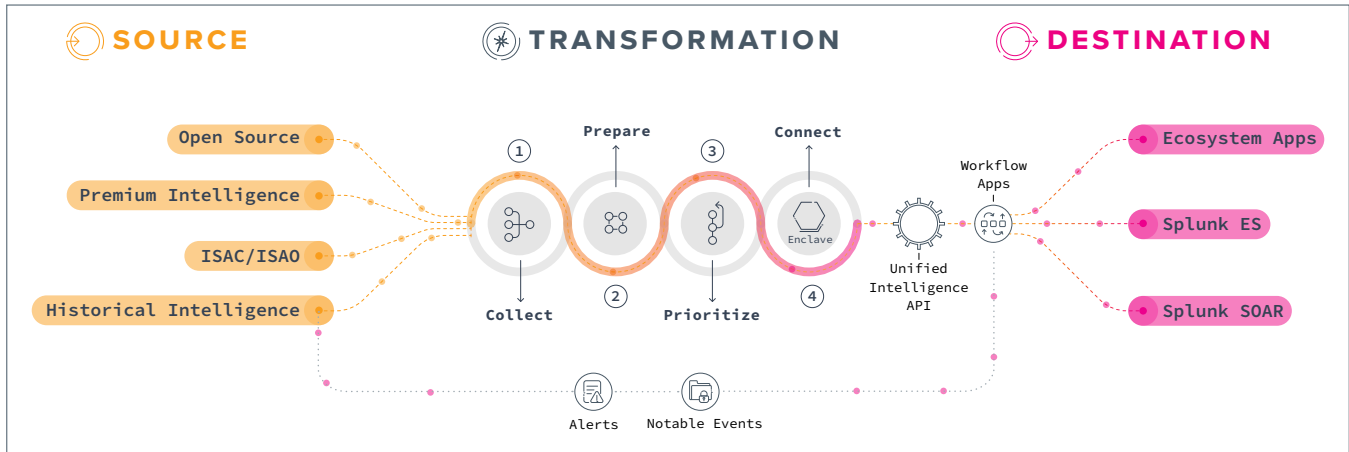 SOURCE
TRANSFORMATION
DESTINATION
Open Source
Premium Intelligence
ISAC/ISAO
Historical Intelligence
1
Collect
Prepare
2
3
Prioritize
Connect
Enclave
4
Unified
Intelligence
API
Workflow
Apps
Ecosystem Apps
Splunk ES
Splunk SOAR
Alerts
Notable Events